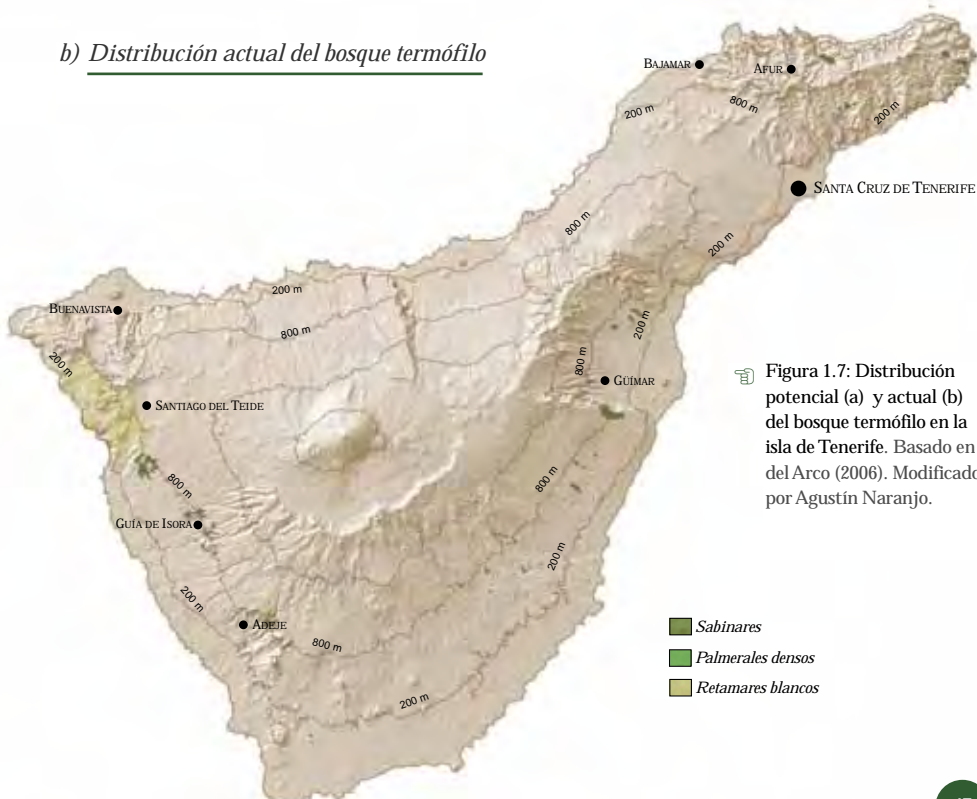 b) Distribución actual del bosque termófilo
BAJAMAR
AFUR
200 m
800 m
200 m
SANTA CRUZ DE TENERIFE
800 m
200 m
200 m
BUENAVISTA
800 m
200 m
800 m
200 m
GÜÍMAR
SANTIAGO DEL TEIDE
Figura 1.7: Distribución
potencial (a) y actual (b)
del bosque termófilo en la
isla de Tenerife. Basado en
del Arco (2006). Modificado
por Agustín Naranjo.
800 m
800 m
GUÍA DE ISORA
200 m
200 m
ADEJE
800 m
200 m
Sabinares
Palmerales densos
Retamares blancos